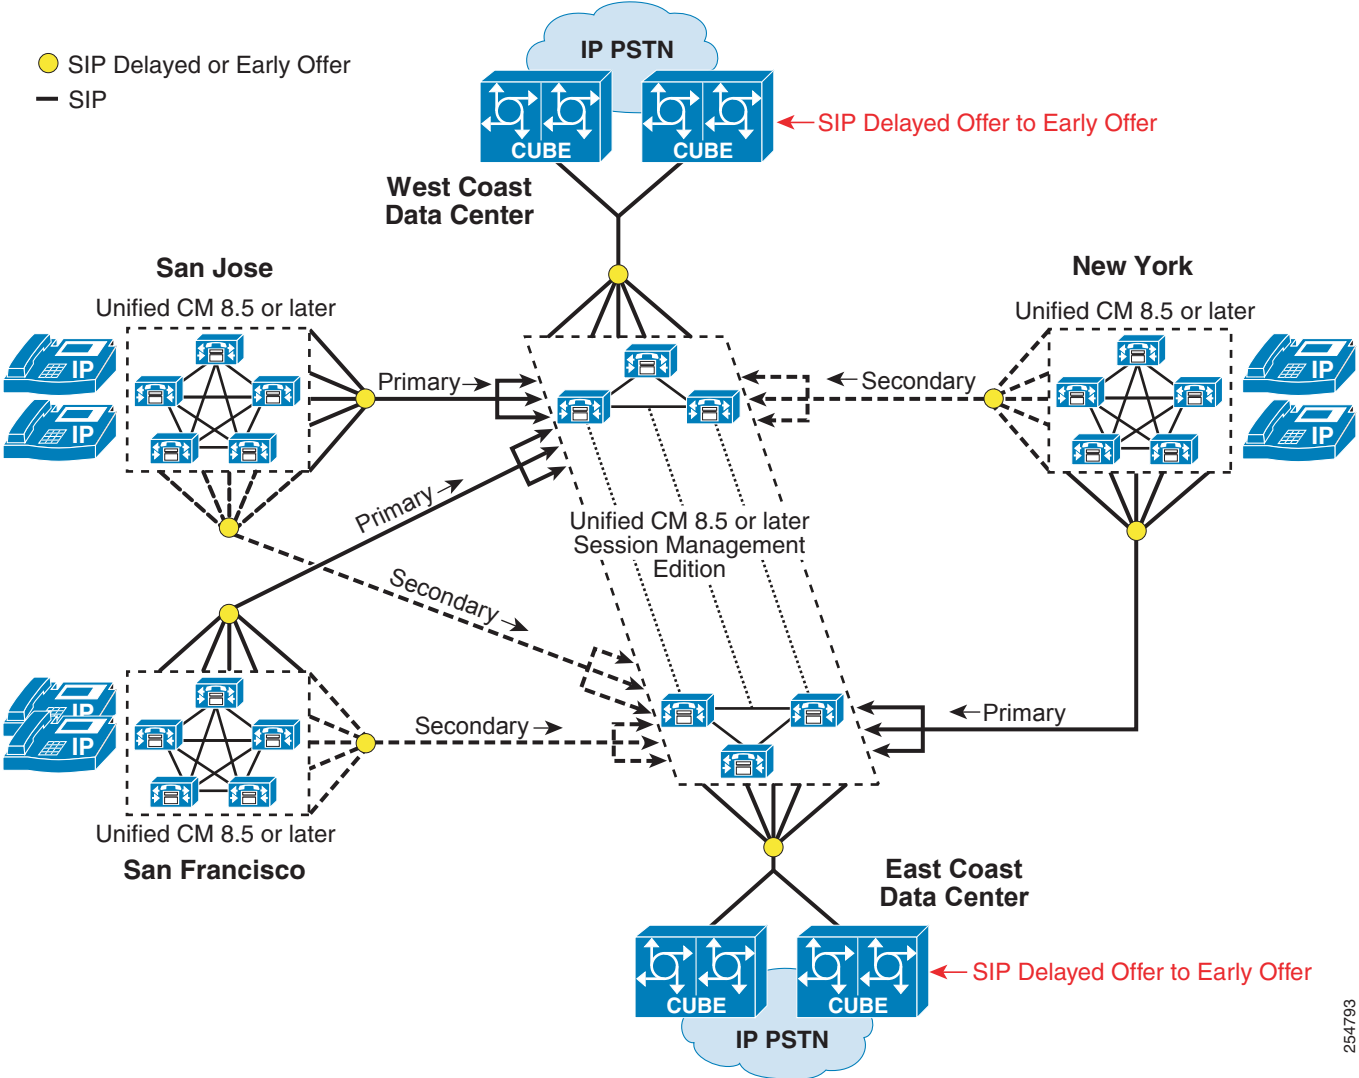 IP PSTN
SIP Delayed or Early Offer
SIP
CUBE
CUBE
SIP Delayed Offer to Early Offer
West Coast
Data Center
San Jose
Unified CM 8.5 or later
New York
Unified CM 8.5 or later
IP
IP
Primary
Secondary
IP
IP
Primary
Unified CM 8.5 or later
Session Management
Edition
Secondary
IP
IP
Secondary
Primary
Unified CM 8.5 or later
San Francisco
East Coast
Data Center
CUBE
CUBE
SIP Delayed Offer to Early Offer
IP PSTN
254793